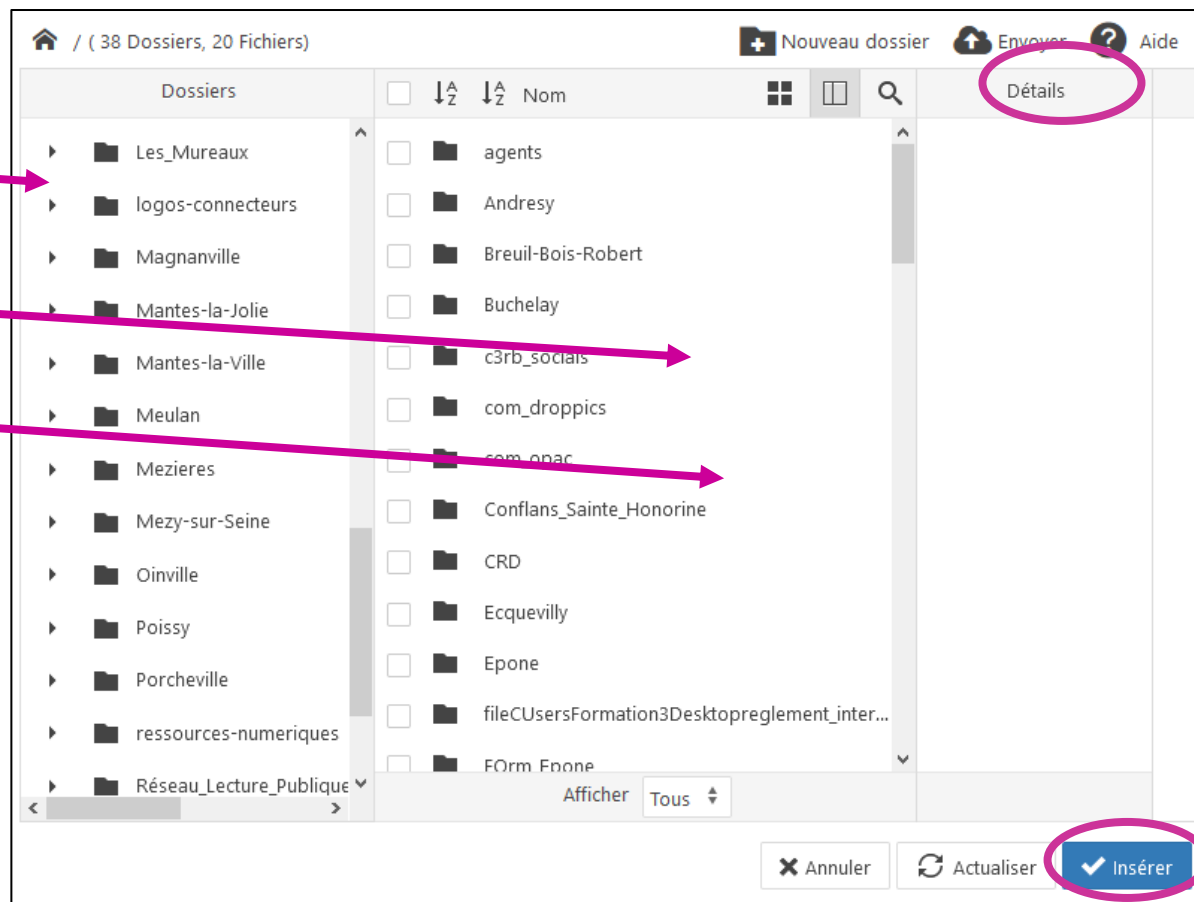 / ( 38 Dossiers, 20 Fichiers)
Nouveau dossier
Envoyer
Aide
Dossiers
Nom
Détails
Les_Mureaux
logos-connecteurs
Magnanville
Mantes-la-Jolie
Mantes-la-Ville
Meulan
Mezieres
Mezy-sur-Seine
Oinville
Poissy
Porcheville
ressources-numeriques
Réseau_Lecture_Publique
agents
Andresy
Breuil-Bois-Robert
Buchelay
c3rb_socials
com_droppics
com_opac
Conflans_Sainte_Honorine
CRD
Ecquevilly
Epone
fileCUsersFormation3Desktopreglement_inter...
FOrm_Epone
Afficher Tous
Annuler
Actualiser
Insérer